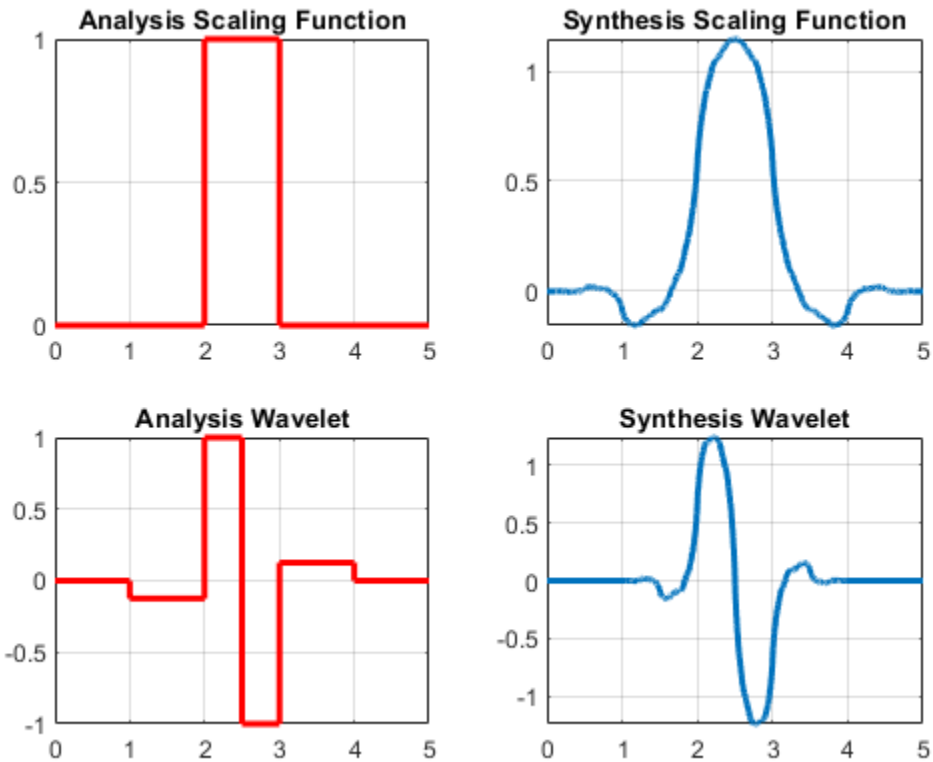 Analysis Scaling Function
1
0.5
0
0 1 2 3 4 5
Synthesis Scaling Function
1
0.5
0
0 1 2 3 4 5
Analysis Wavelet
1
0.5
0
-0.5
-1
0 1 2 3 4 5
Synthesis Wavelet
1
0.5
0
-0.5
-1
0 1 2 3 4 5